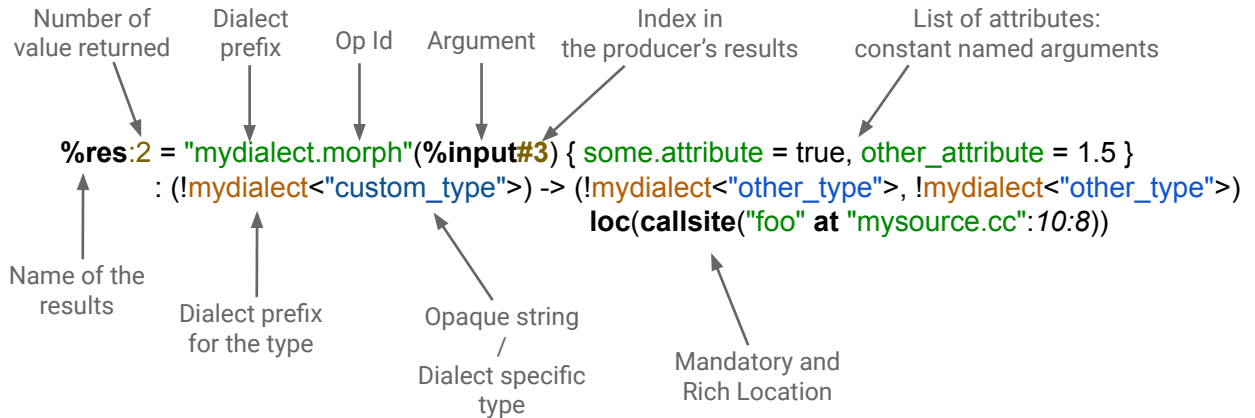 Number of
value returned
Dialect
prefix
Op Id
Argument
Index in
the producer's results
List of attributes:
constant named arguments
%res:2 = "mydialect.morph"(%input#3) { some.attribute = true, other_attribute = 1.5 }
: (!mydialect<"custom_type">) -> (!mydialect<"other_type">, !mydialect<"other_type">)
loc(callsite("foo" at "mysource.cc":10:8))
Name of the
results
Dialect prefix
for the type
Opaque string
/
Dialect specific
type
Mandatory and
Rich Location